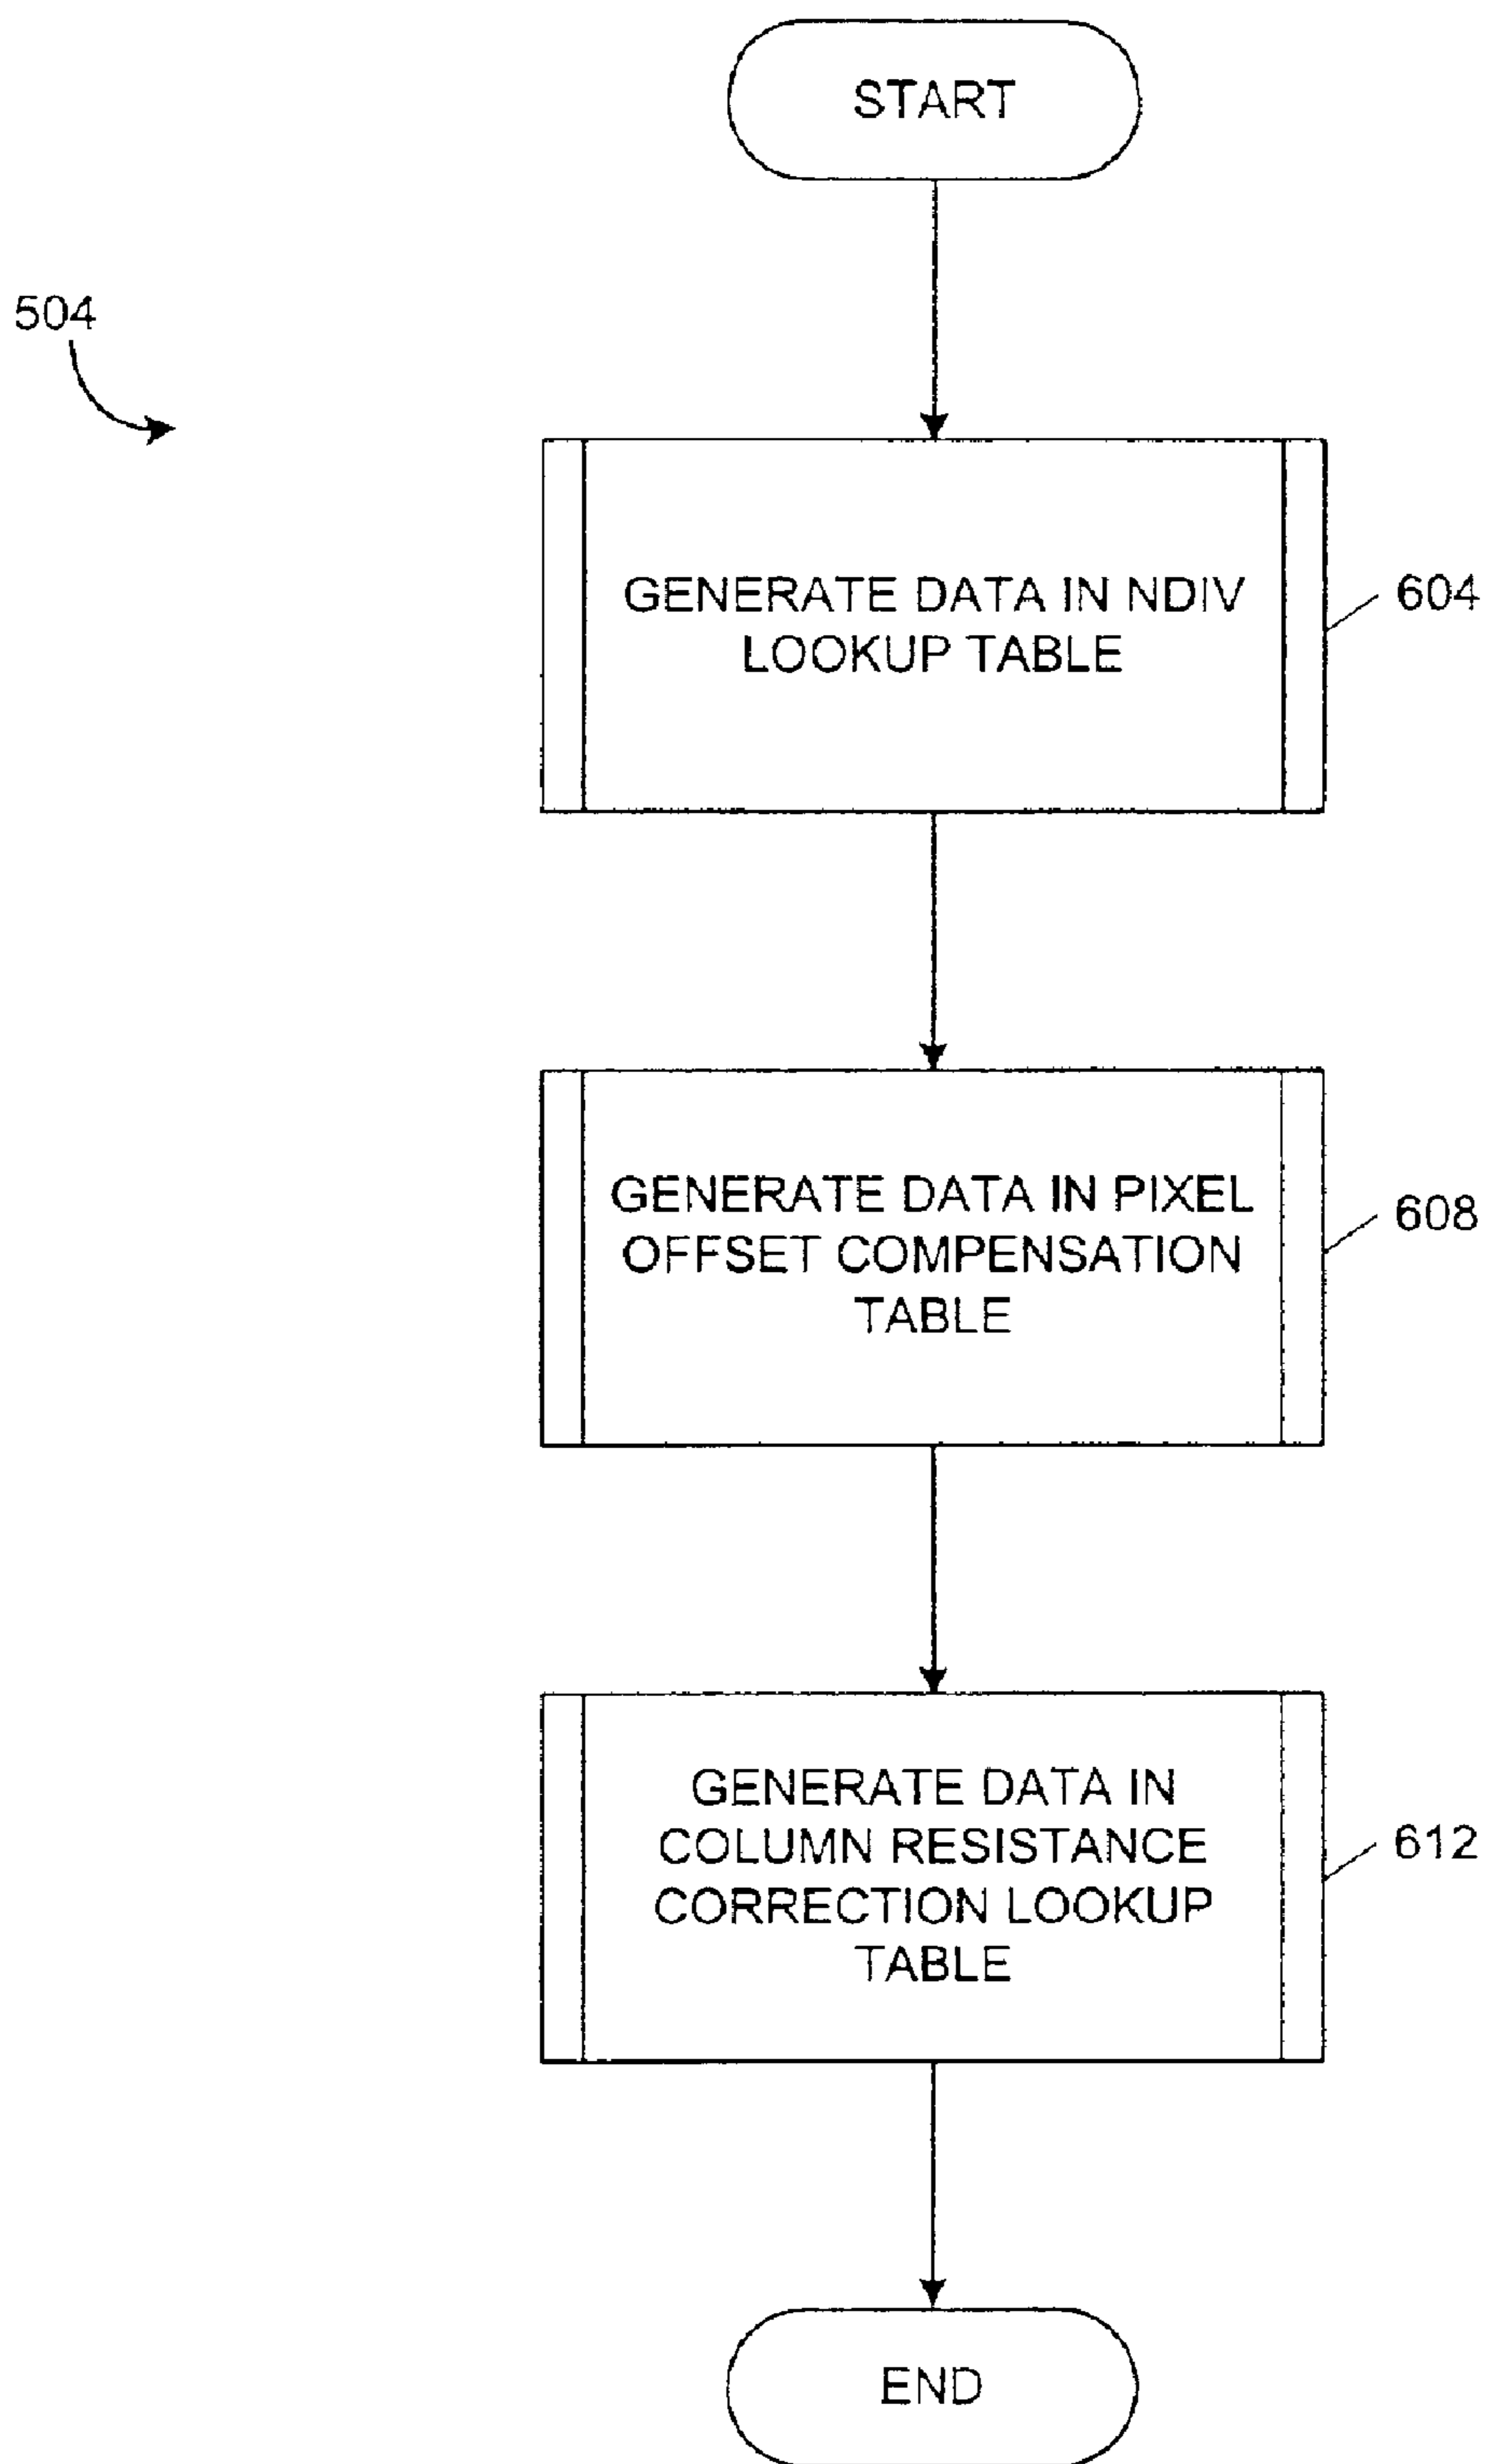 START
504
GENERATE DATA IN NDIV
LOOKUP TABLE
604
GENERATE DATA IN PIXEL
OFFSET COMPENSATION
TABLE
608
GENERATE DATA IN
COLUMN RESISTANCE
CORRECTION LOOKUP
TABLE
612
END